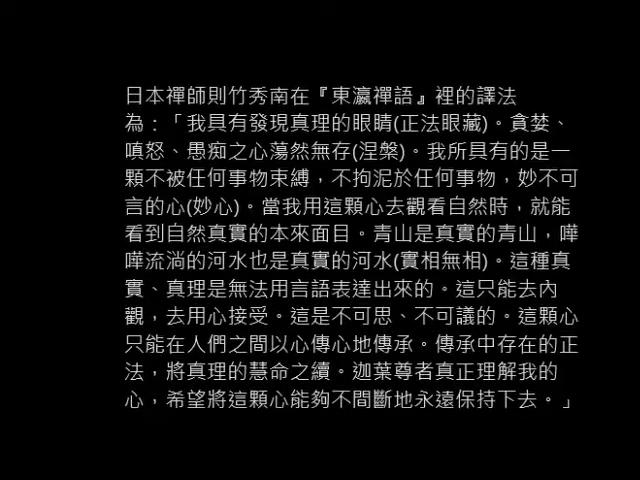 日本禪師則竹秀南在『東瀛禪語』裡的譯法
為：「我具有發現真理的眼睛(正法眼藏)。貪婪、
嗔怒、愚痴之心蕩然無存(涅槃)。我所具有的是一
顆不被任何事物束縛，不拘泥於任何事物，妙不可
言的心(妙心)。當我用這顆心去觀看自然時，就能
看到自然真實的本來面目。青山是真實的青山，嘩
嘩流淌的河水也是真實的河水(實相無相)。這種真
實、真理是無法用言語表達出來的。這只能去內
觀，去用心接受。這是不可思、不可議的。這顆心
只能在人們之間以心傳心地傳承。傳承中存在的正
法，將真理的慧命之續。迦葉尊者真正理解我的
心，希望將這顆心能夠不間斷地永遠保持下去。」